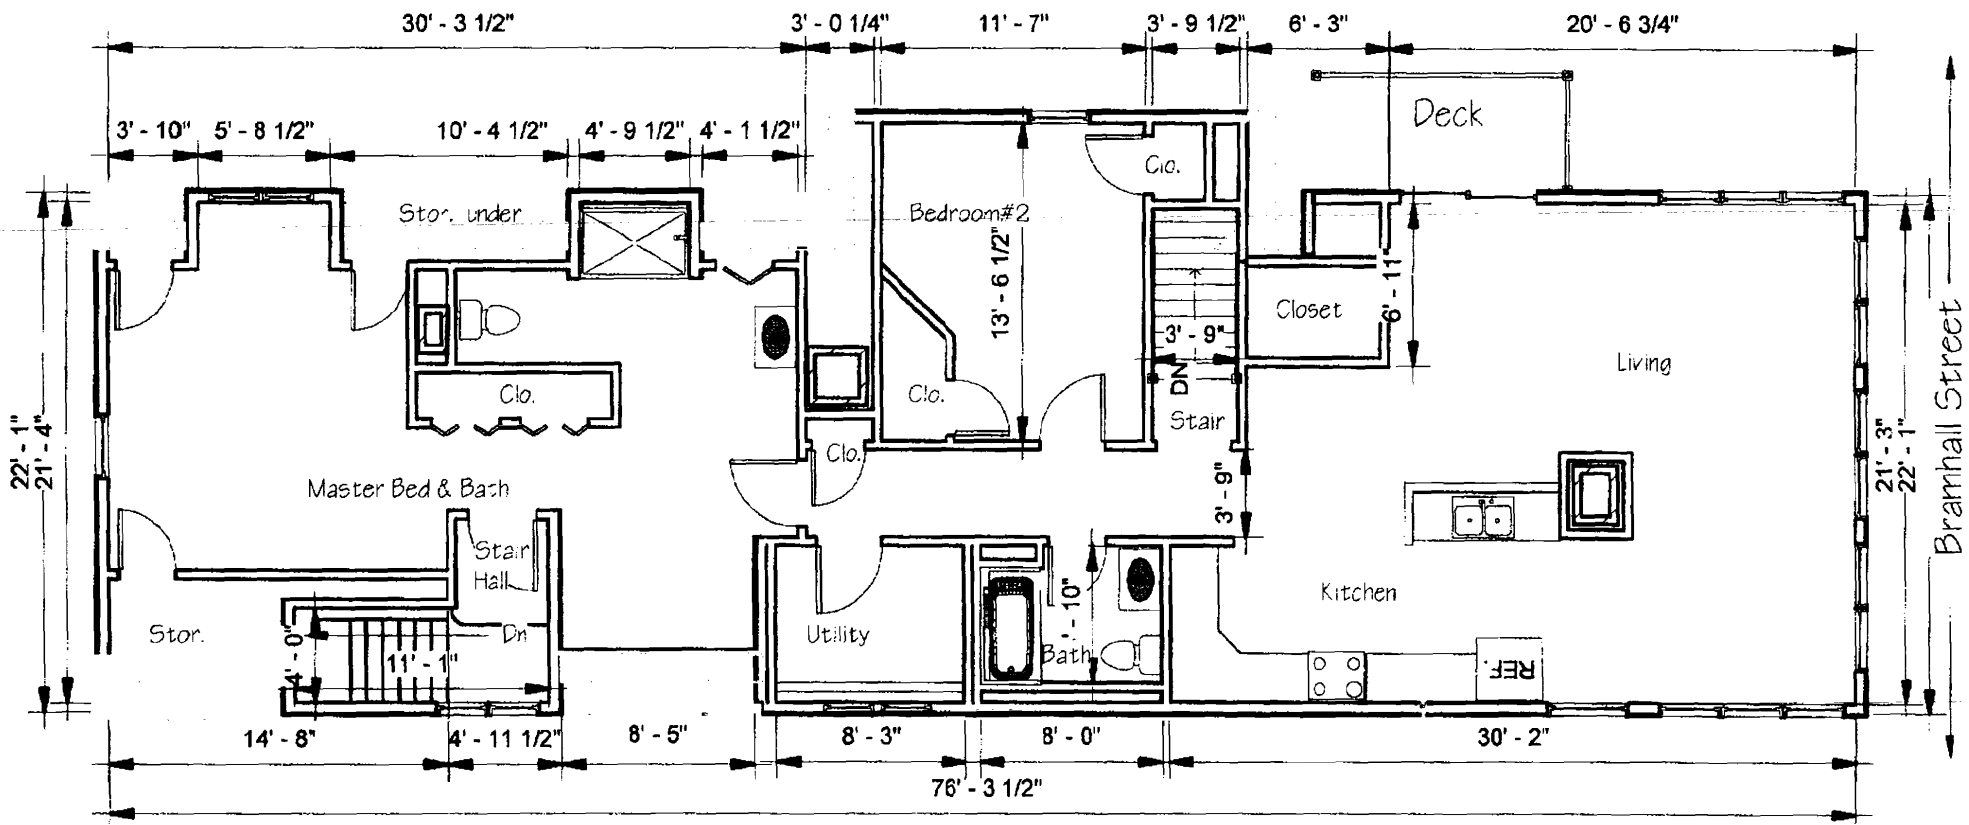 30' - 3 1/2"
3' - 0 1/4"
11' - 7"
3' - 9 1/2"
6' - 3"
20' - 6 3/4"
Deck
3' - 10"
5' - 8 1/2"
10' - 4 1/2"
4' - 9 1/2"
4' - 1 1/2"
Clo.
Stor. under
Bedroom#2
13' - 6 1/2"
6' - 11"
Closet
3' - 9"
DN
Stair
Living
Clo.
Clo.
Clo.
22' - 1"
21' - 4"
Master Bed & Bath
3' - 9"
21' - 3"
22' - 1"
Bramhall Street
Stair
Hall
Kitchen
Stor.
4' - 0"
Dn
11' - 1"
Utility
' - 10"
Bath
REF.
14' - 8"
4' - 11 1/2"
8' - 5"
8' - 3"
8' - 0"
30' - 2"
76' - 3 1/2"